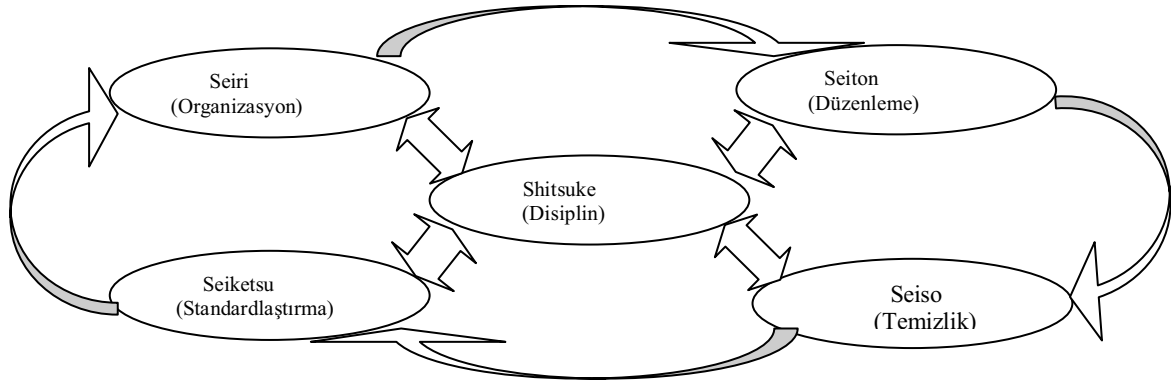 Seiri
(Organizasyon)
Seiton
(Düzenleme)
Shitsuke
(Disiplin)
Seiketsu
(Standardlaştırma)
Seiso
(Temizlik)